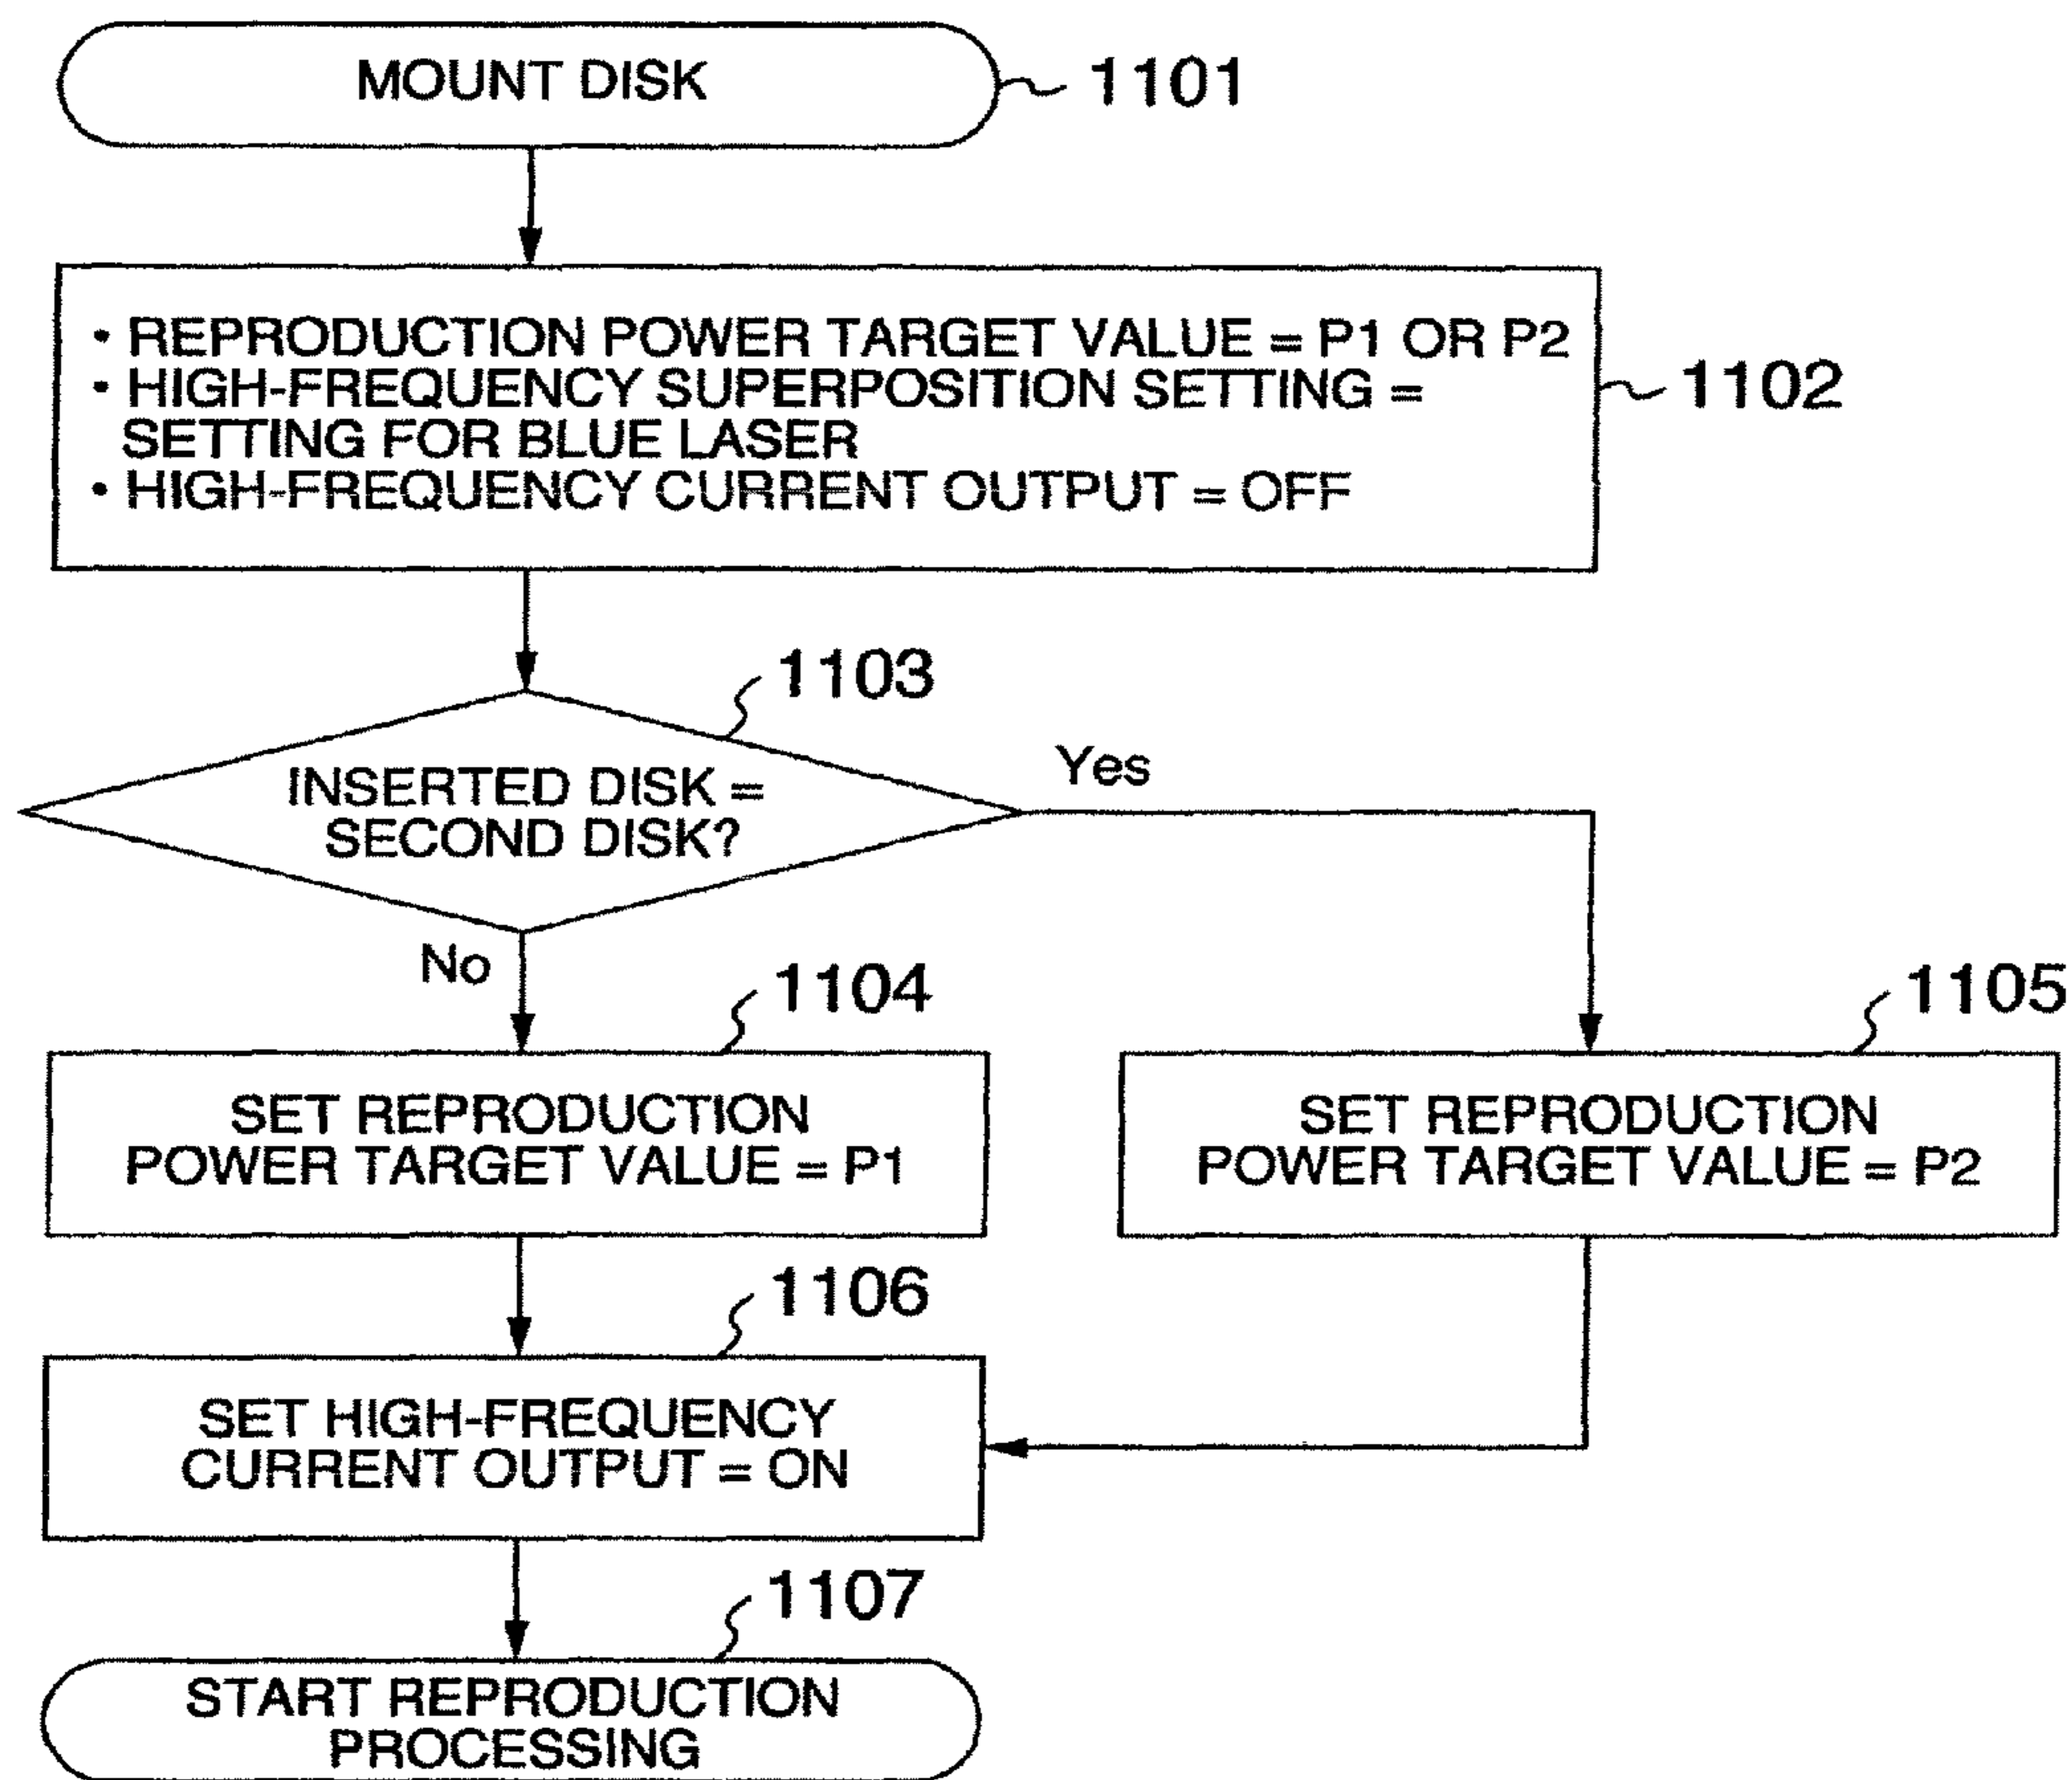 MOUNT DISK
1101
• REPRODUCTION POWER TARGET VALUE = P1 OR P2
• HIGH-FREQUENCY SUPERPOSITION SETTING =
SETTING FOR BLUE LASER
• HIGH-FREQUENCY CURRENT OUTPUT = OFF
1102
1103
INSERTED DISK =
SECOND DISK?
Yes
No
1104
SET REPRODUCTION
POWER TARGET VALUE = P1
1105
SET REPRODUCTION
POWER TARGET VALUE = P2
1106
SET HIGH-FREQUENCY
CURRENT OUTPUT = ON
1107
START REPRODUCTION
PROCESSING